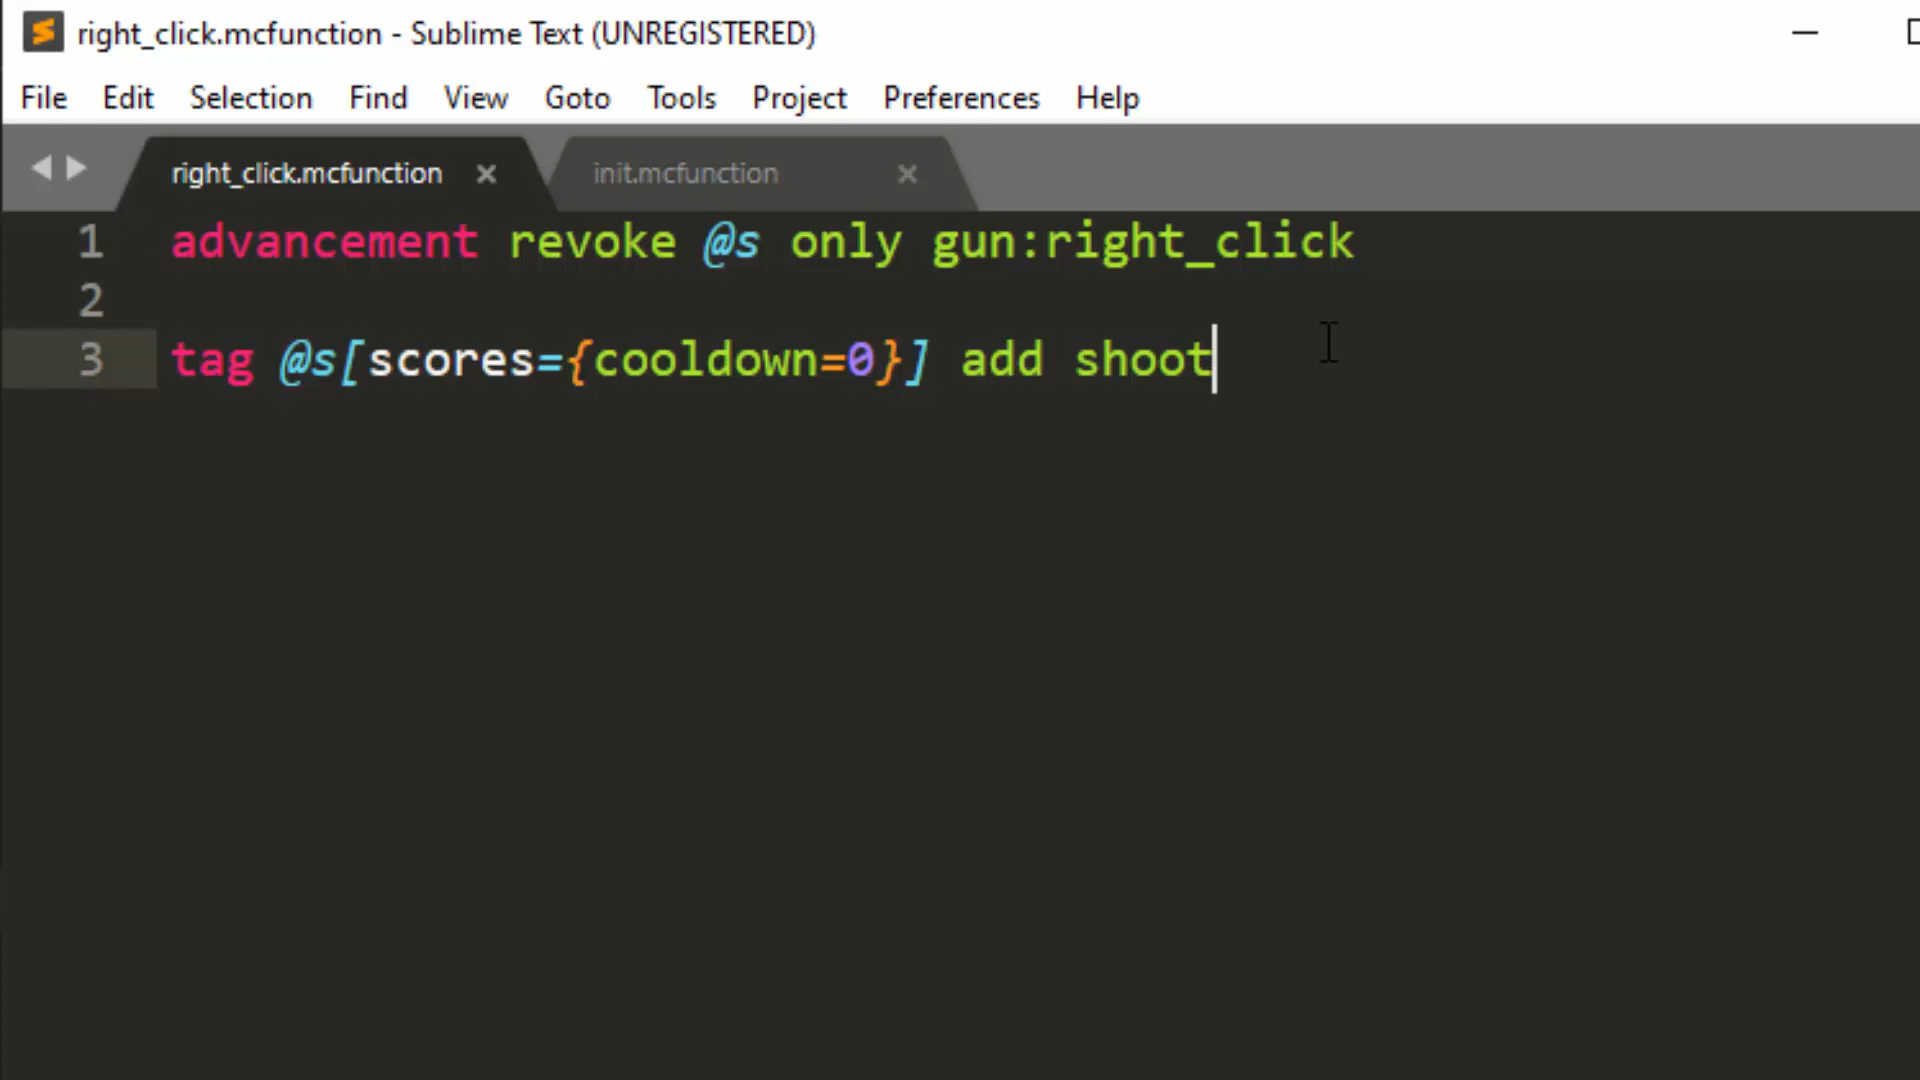 right_click.mcfunction - Sublime Text (UNREGISTERED)
File Edit Selection Find View Goto Tools Project Preferences Help
right_click.mcfunction init.mcfunction
1 advancement revoke @s only gun:right_click
2
3 tag @s[scores={cooldown=0}] add shoot